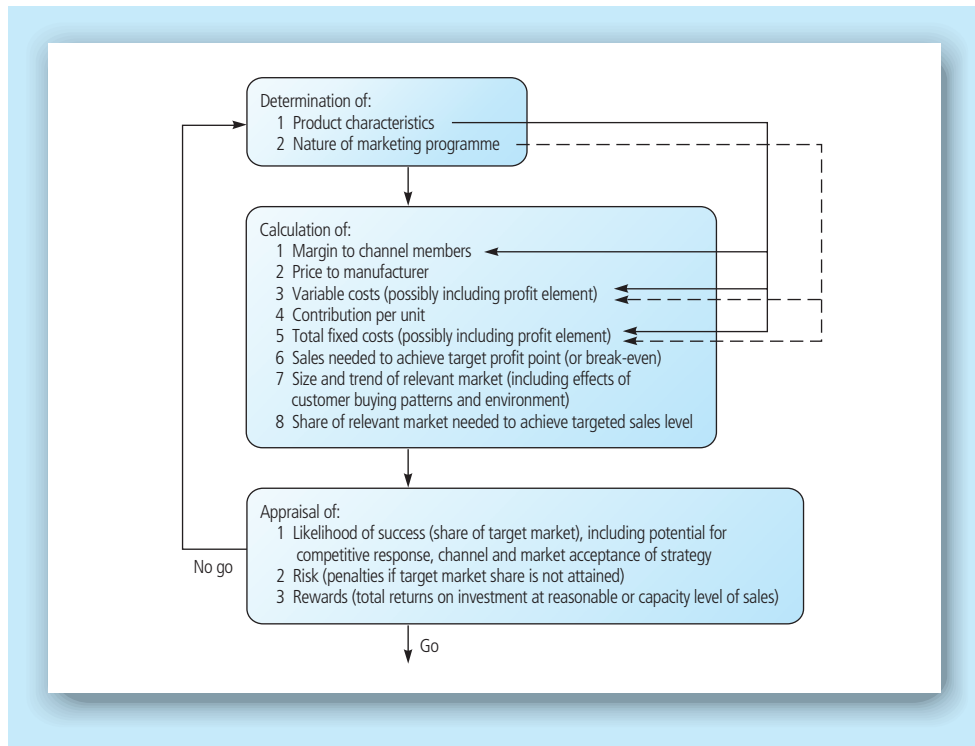 Determination of:
1 Product characteristics
2 Nature of marketing programme
Calculation of:
1 Margin to channel members
2 Price to manufacturer
3 Variable costs (possibly including profit element)
4 Contribution per unit
5 Total fixed costs (possibly including profit element)
6 Sales needed to achieve target profit point (or break-even)
7 Size and trend of relevant market (including effects of
customer buying patterns and environment)
8 Share of relevant market needed to achieve targeted sales level
Appraisal of:
1 Likelihood of success (share of target market), including potential for
competitive response, channel and market acceptance of strategy
2 Risk (penalties if target market share is not attained)
3 Rewards (total returns on investment at reasonable or capacity level of sales)
No go
Go